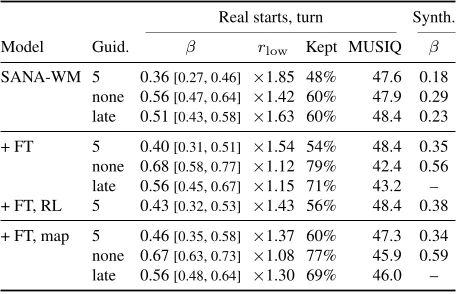 Real starts, turn Synth.
Model Guid. β r_low Kept MUSIQ β
SANA-WM 5 0.36 [0.27, 0.46] ×1.85 48% 47.6 0.18
none 0.56 [0.47, 0.64] ×1.42 60% 47.9 0.29
late 0.51 [0.43, 0.58] ×1.63 60% 48.4 0.23
+ FT 5 0.40 [0.31, 0.51] ×1.54 54% 48.4 0.35
none 0.68 [0.58, 0.77] ×1.12 79% 42.4 0.56
late 0.56 [0.45, 0.67] ×1.15 71% 43.2 –
+ FT, RL 5 0.43 [0.32, 0.53] ×1.43 56% 48.4 0.38
+ FT, map 5 0.46 [0.35, 0.58] ×1.37 60% 47.3 0.34
none 0.67 [0.63, 0.73] ×1.08 77% 45.9 0.59
late 0.56 [0.48, 0.64] ×1.30 69% 46.0 –